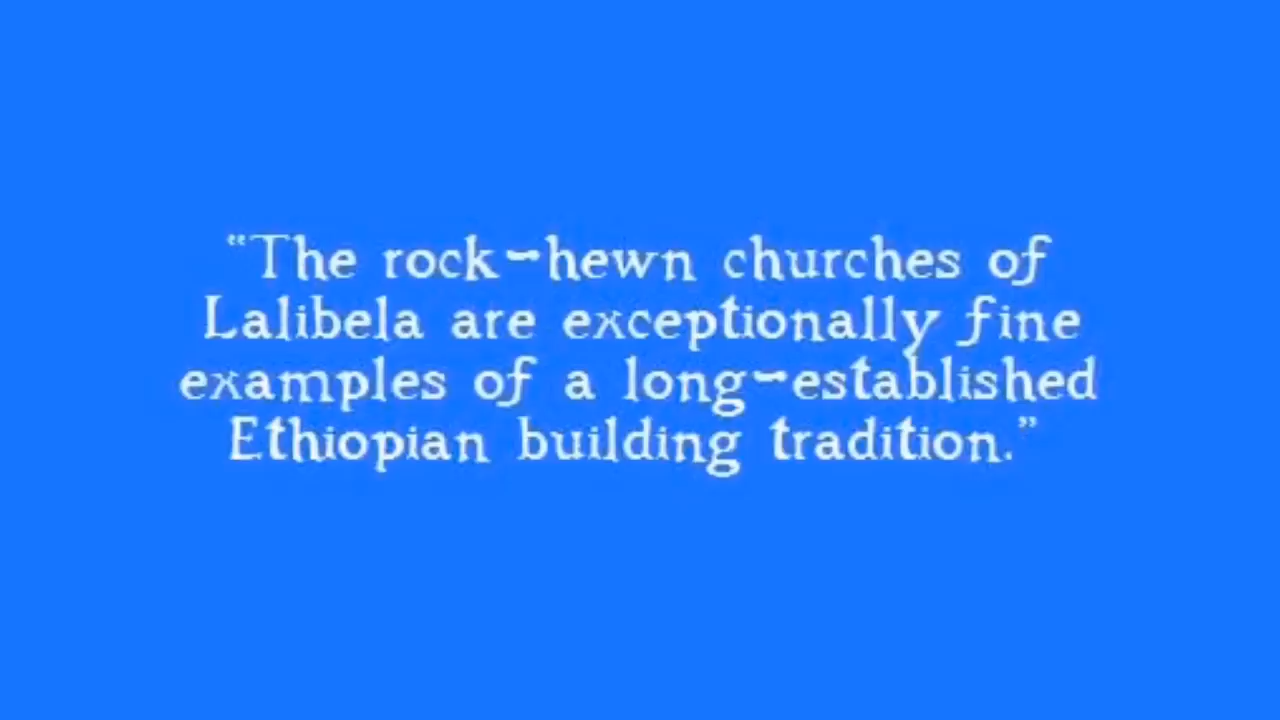 “The rock-hewn churches of
Lalibela are exceptionally fine
examples of a long-established
Ethiopian building tradition.”